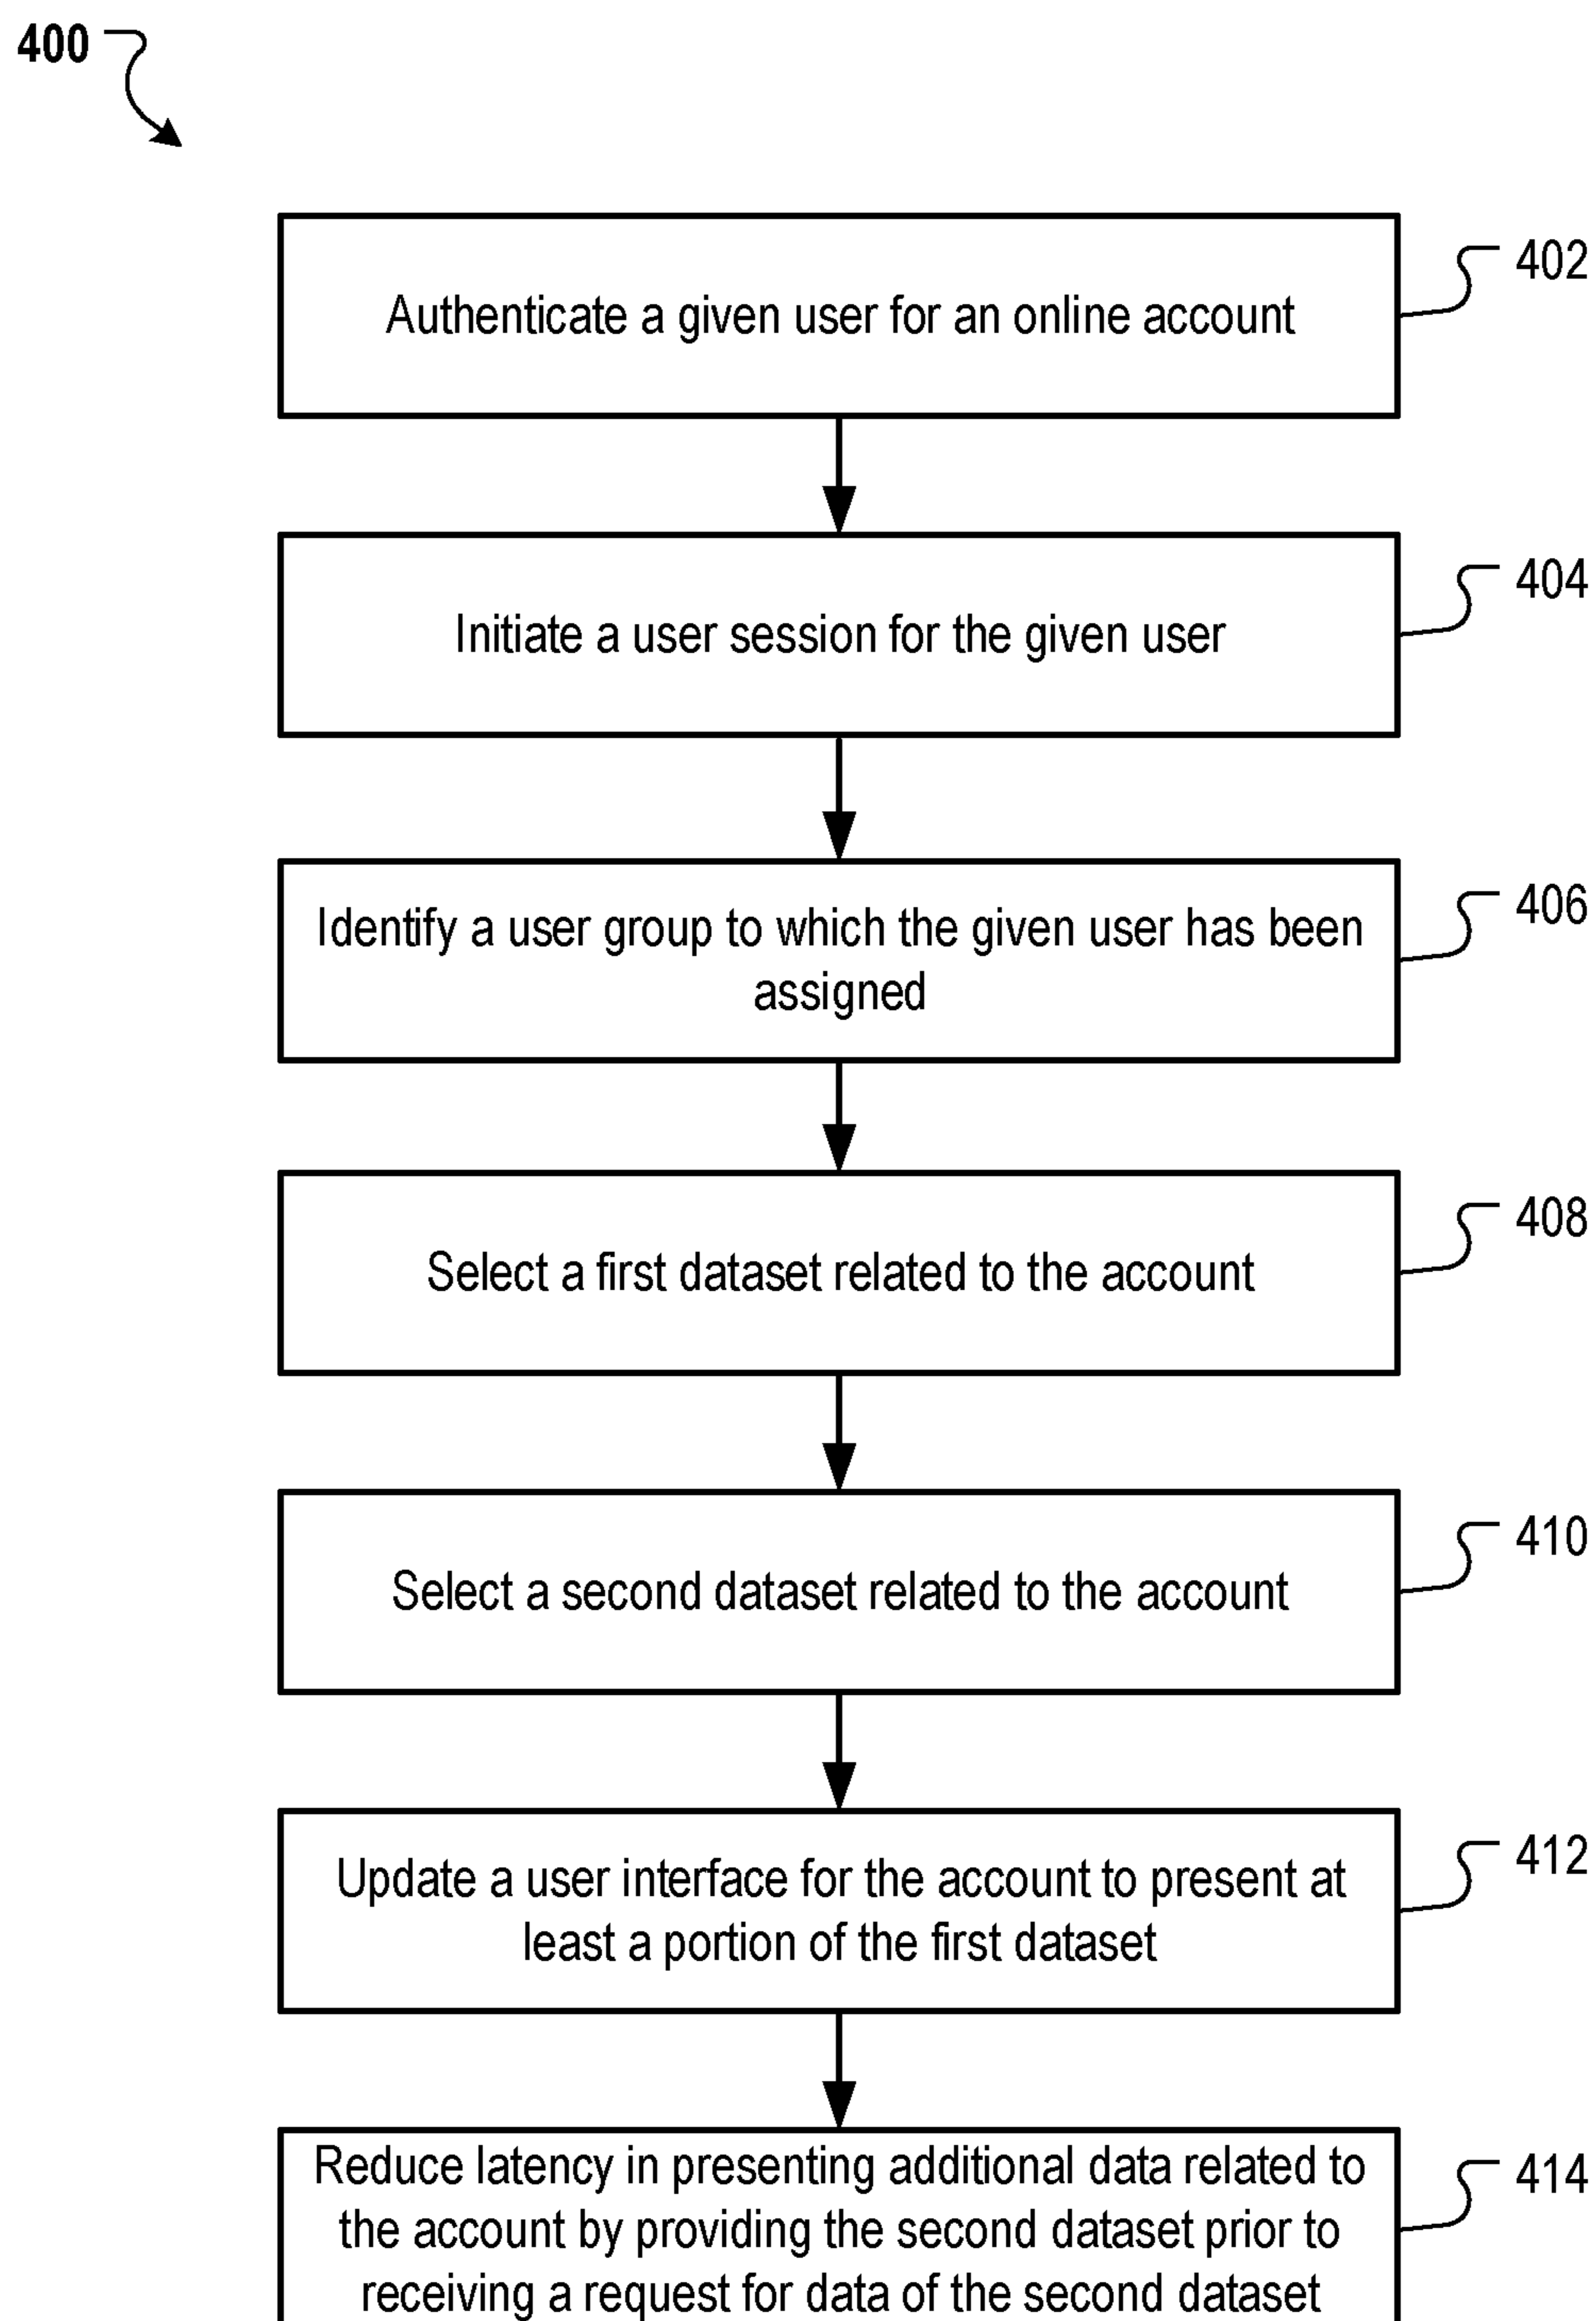 400
402
Authenticate a given user for an online account
404
Initiate a user session for the given user
406
Identify a user group to which the given user has been
assigned
408
Select a first dataset related to the account
410
Select a second dataset related to the account
412
Update a user interface for the account to present at
least a portion of the first dataset
414
Reduce latency in presenting additional data related to
the account by providing the second dataset prior to
receiving a request for data of the second dataset